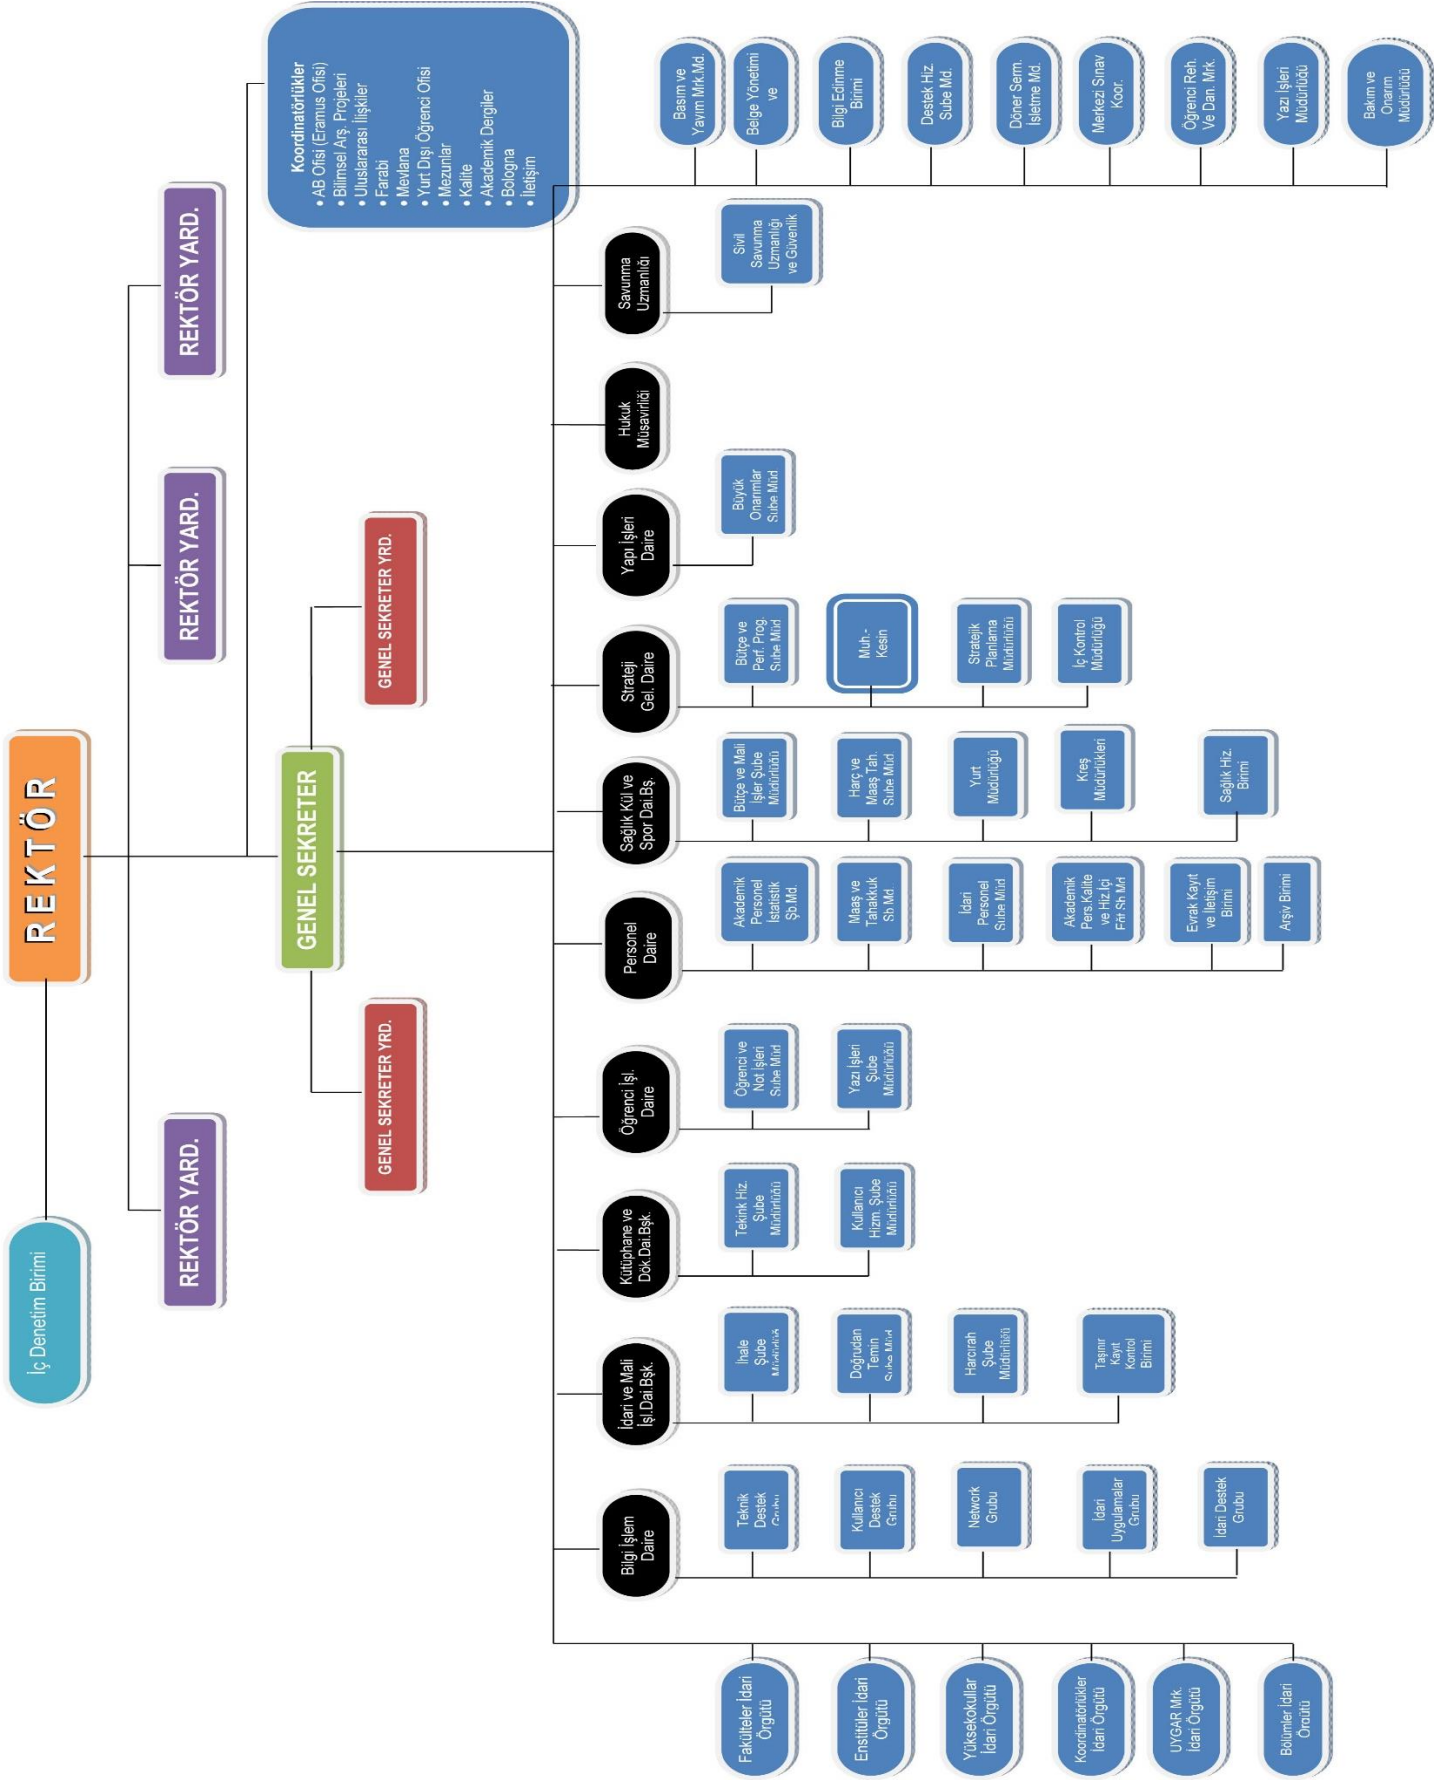 REKTÖR
İç Denetim Birimi
REKTÖR YARD.
REKTÖR YARD.
REKTÖR YARD.
Koordinatörlükler
• AB Ofisi (Eramus Ofisi)
• Bilimsel Arş. Projeleri
• Uluslararası İlişkiler
• Farabi
• Mevlana
• Yurt Dışı Öğrenci Ofisi
• Mezunlar
• Kalite
• Akademik Dergiler
• Bologna
• İletişim
GENEL SEKRETER
GENEL SEKRETER YRD.
GENEL SEKRETER YRD.
Fakülteler İdari
Örgütü
Enstitüler İdari
Örgütü
Yüksekokullar
İdari Örgütü
Koordinatörlükler
İdari Örgütü
UYGAR Mrk.
İdari Örgütü
Bölümler İdari
Örgütü
Bilgi İşlem
Daire
Teknik
Destek
Grubu
Kullanıcı
Destek
Grubu
Network
Grubu
İdari
Uygulamalar
Grubu
İdari Destek
Grubu
İdari ve Mali
İşl.Dai.Bşk.
İhale
Şube
Müdürlüğü
Doğrudan
Temin
Şube Müd
Harcırah
Şube
Müdürlüğü
Taşınır
Kayıt
Kontrol
Birimi
Kütüphane ve
Dök.Dai.Bşk.
Tekink Hiz.
Şube
Müdürlüğü
Kullanıcı
Hizm. Şube
Müdürlüğü
Öğrenci İşl.
Daire
Öğrenci ve
Not İşleri
Şube Müd
Yazı İşleri
Şube
Müdürlüğü
Personel
Daire
Akademik
Personel
İstatistik
Şb Md.
Maaş ve
Tahakkuk
Şb Md
İdari
Personel
Şube Müd
Akademik
Pers.Kalite
ve Hiz.İçi
Eğit Şb Md
Evrak Kayıt
ve İletişim
Birimi
Arşiv Birimi
Sağlık Kül ve
Spor Dai.Bş.
Bütçe ve Mali
İşler Şube
Müdürlüğü
Harç ve
Maaş Tah.
Şube Müd.
Yurt
Müdürlüğü
Kreş
Müdürlükleri
Sağlık Hiz.
Birimi
Strateji
Gel. Daire
Bütçe ve
Perf. Prog.
Şube Müd
Muh.-
Kesin
Stratejik
Planlama
Müdürlüğü
İç Kontrol
Müdürlüğü
Yapı İşleri
Daire
Büyük
Onarımlar
Şube Müd
Hukuk
Müşavirliği
Savunma
Uzmanlığı
Sivil
Savunma
Uzmanlığı
ve Güvenlik
Basım ve
Yayım Mrk.Md.
Belge Yönetimi
ve
Bilgi Edinme
Birimi
Destek Hiz.
Şube Md.
Döner Serm.
İşletme Md.
Merkezi Sınav
Koor.
Öğrenci Reh.
Ve Dan. Mrk.
Yazı İşleri
Müdürlüğü
Bakım ve
Onarım
Müdürlüğü